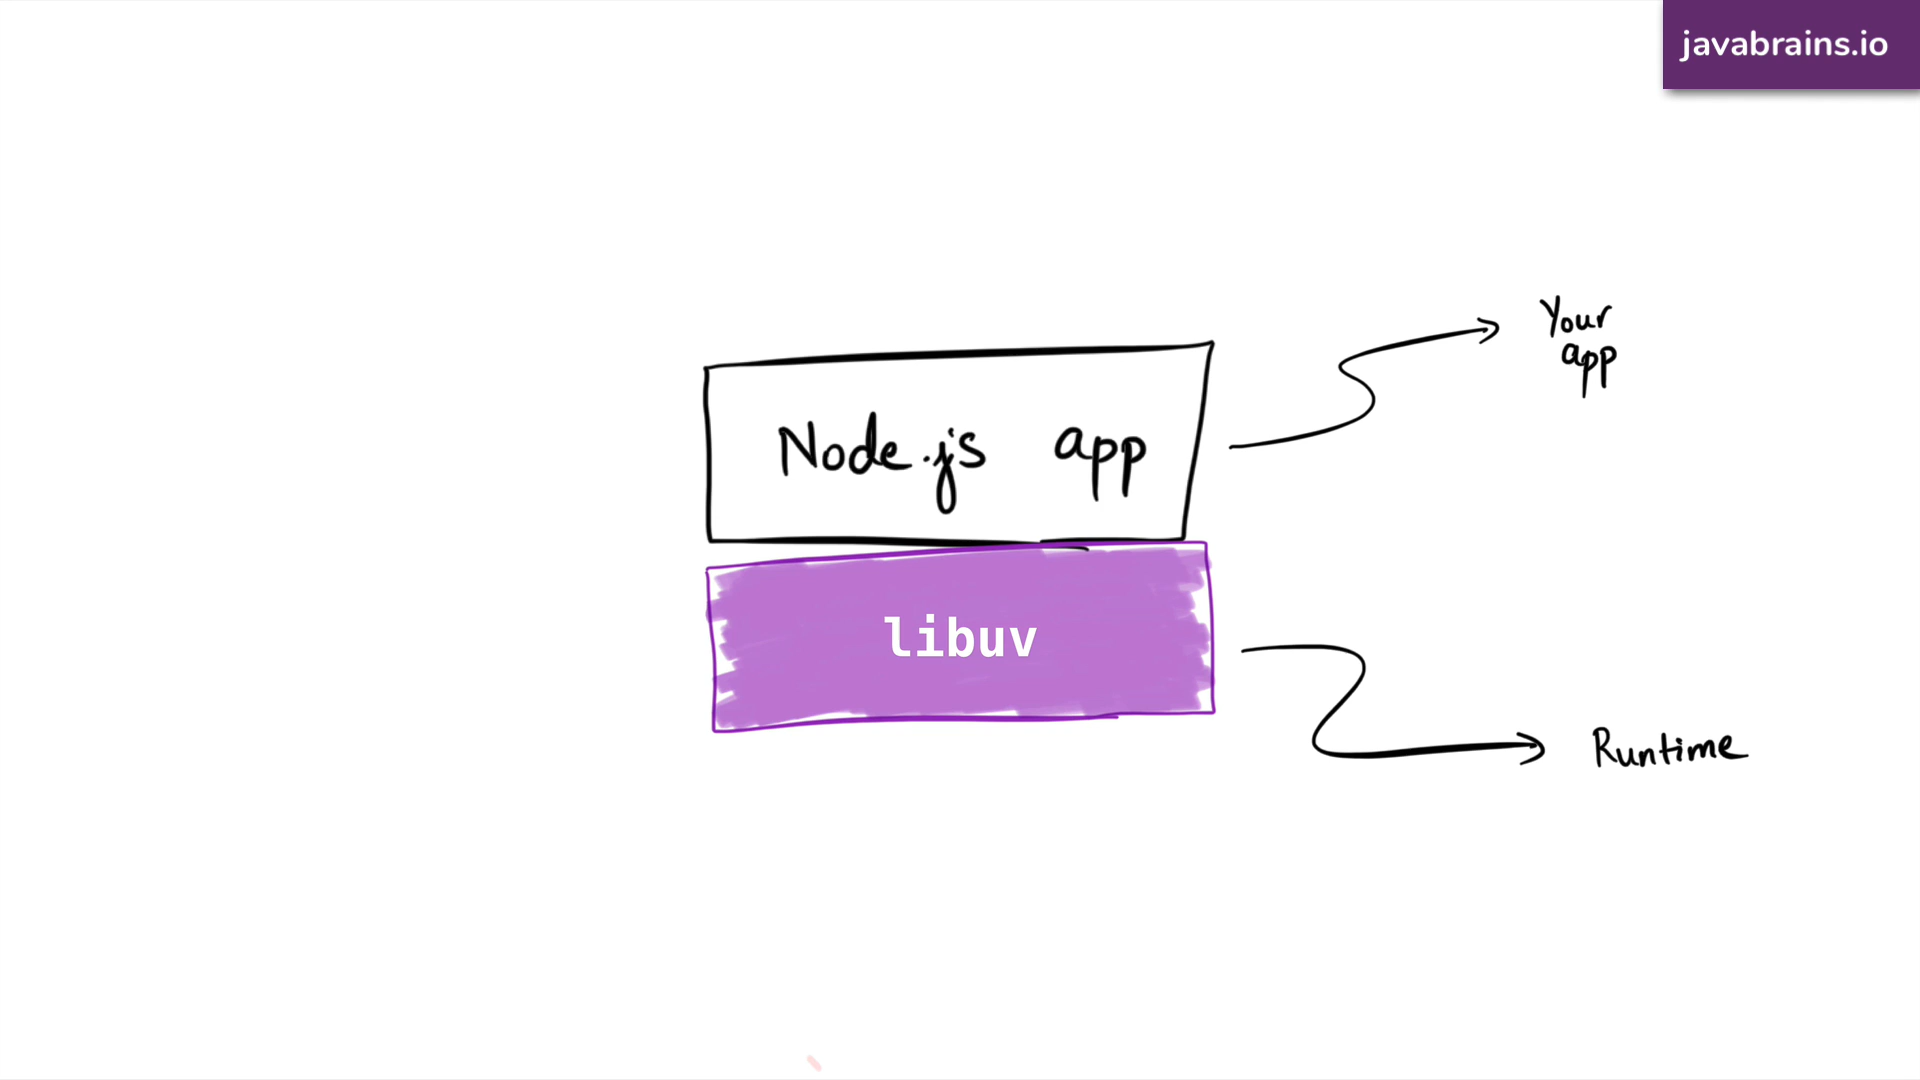 javabrains.io
Your
app
Node.js app
libuv
Runtime